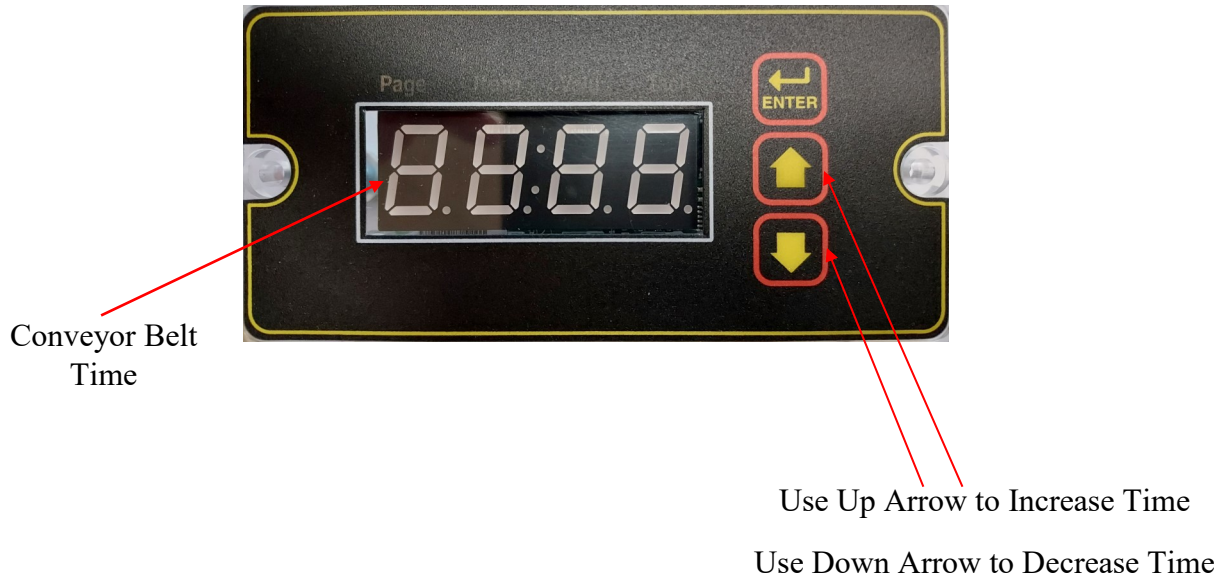 Page
ENTER
Conveyor Belt
Time
Use Up Arrow to Increase Time
Use Down Arrow to Decrease Time